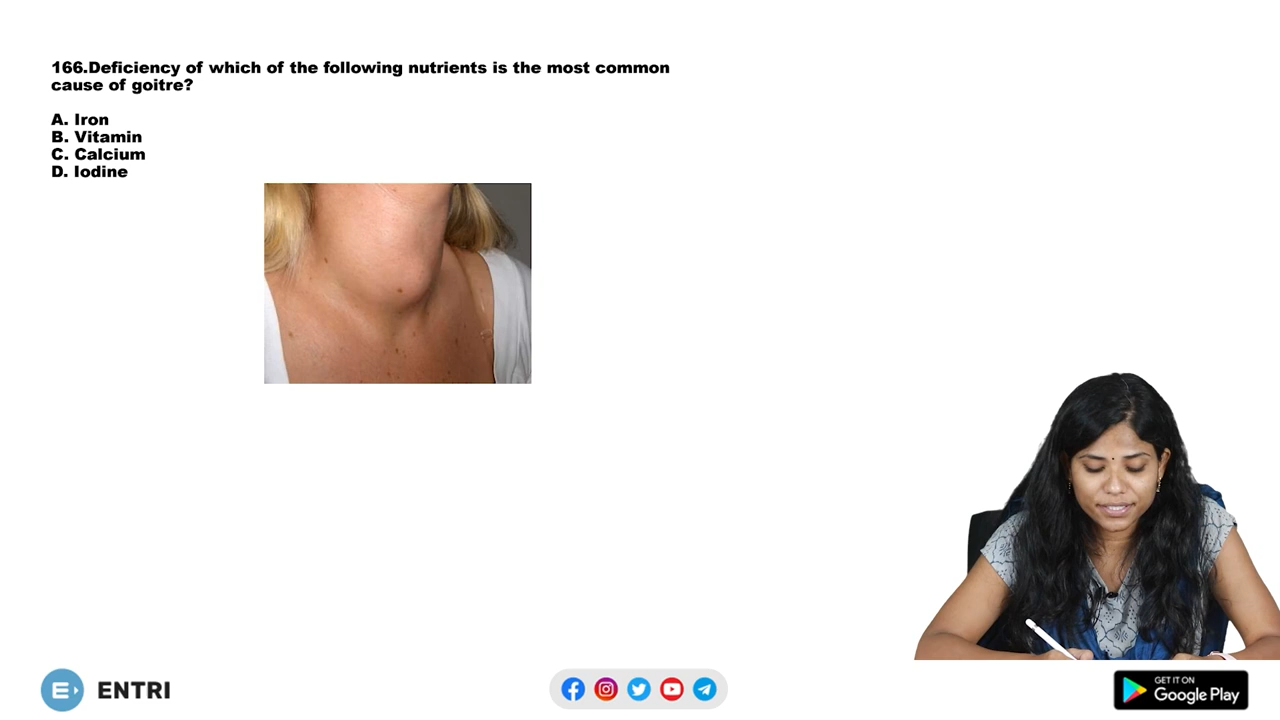 166.Deficiency of which of the following nutrients is the most common
cause of goitre?
A. Iron
B. Vitamin
C. Calcium
D. Iodine
E
ENTRI
GET IT ON
Google Play